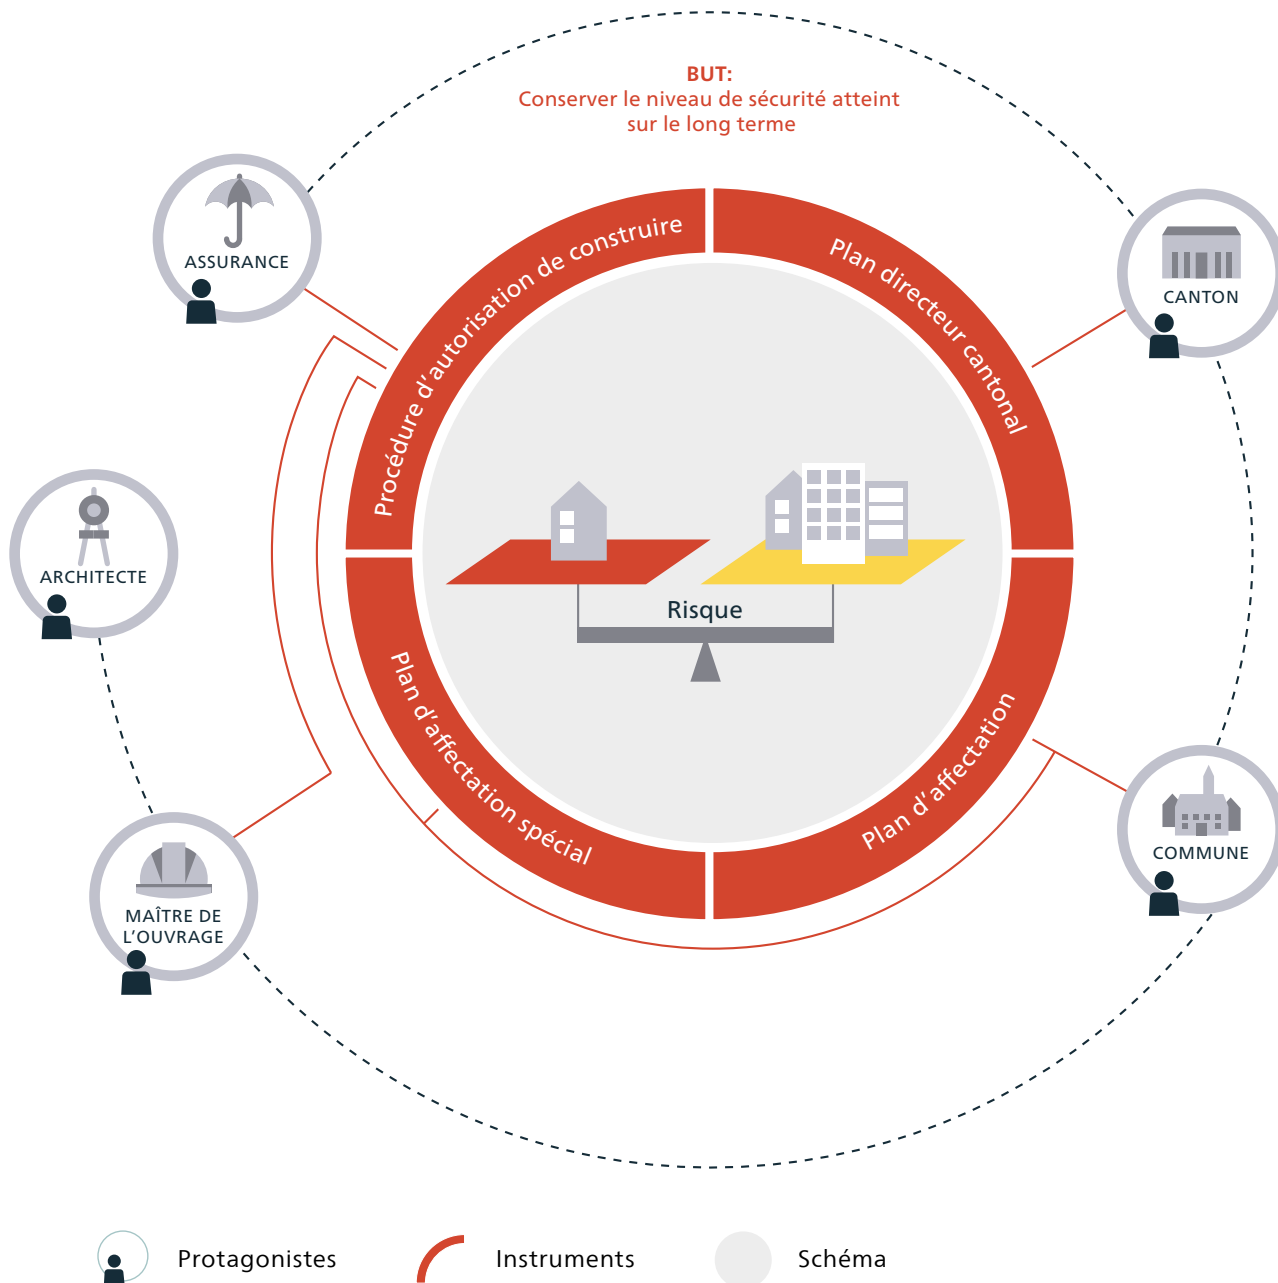 BUT:
Conserver le niveau de sécurité atteint
sur le long terme
ASSURANCE
CANTON
ARCHITECTE
COMMUNE
MAÎTRE DE
L'OUVRAGE
Procédure d'autorisation de construire
Plan directeur cantonal
Plan d'affectation spécial
Plan d'affectation
Risque
Protagonistes
Instruments
Schéma